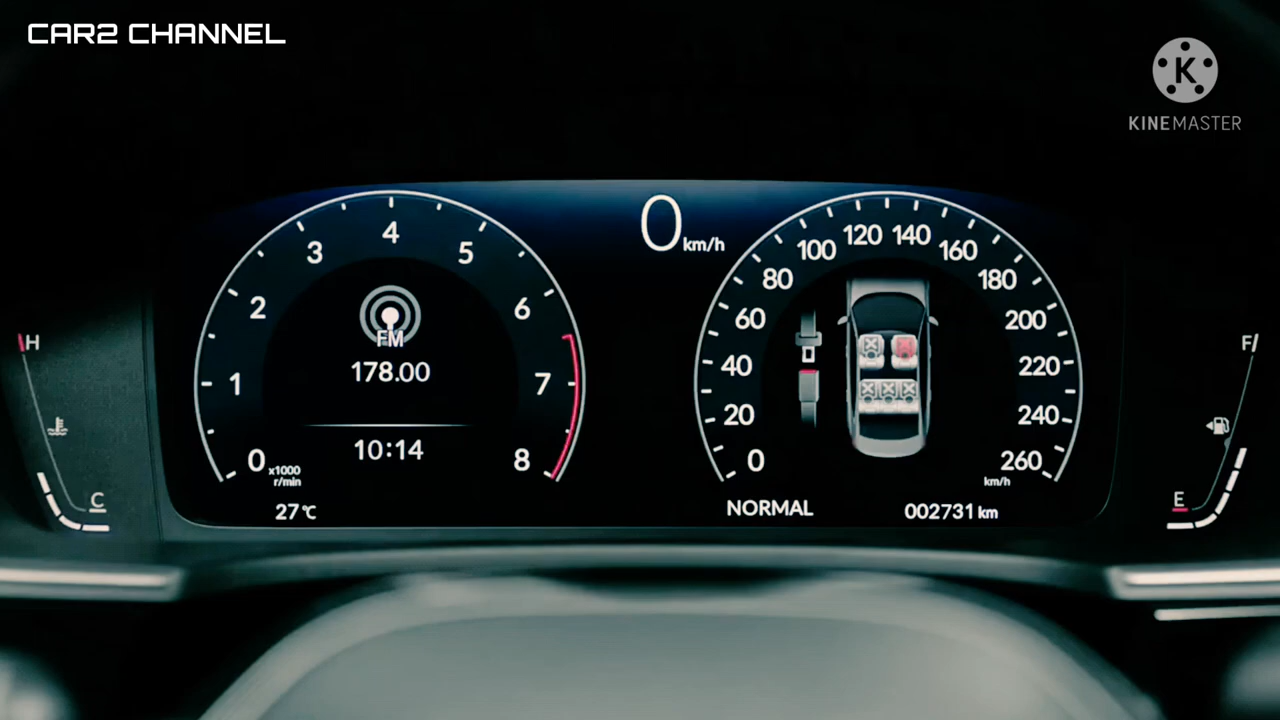 CAR2 CHANNEL
K
KINEMASTER
0 km/h
0 1 2 3 4 5 6 7 8
x1000
r/min
FM
178.00
10:14
27℃
0 20 40 60 80 100 120 140 160 180 200 220 240 260
km/h
NORMAL
002731 km
H
C
F
E